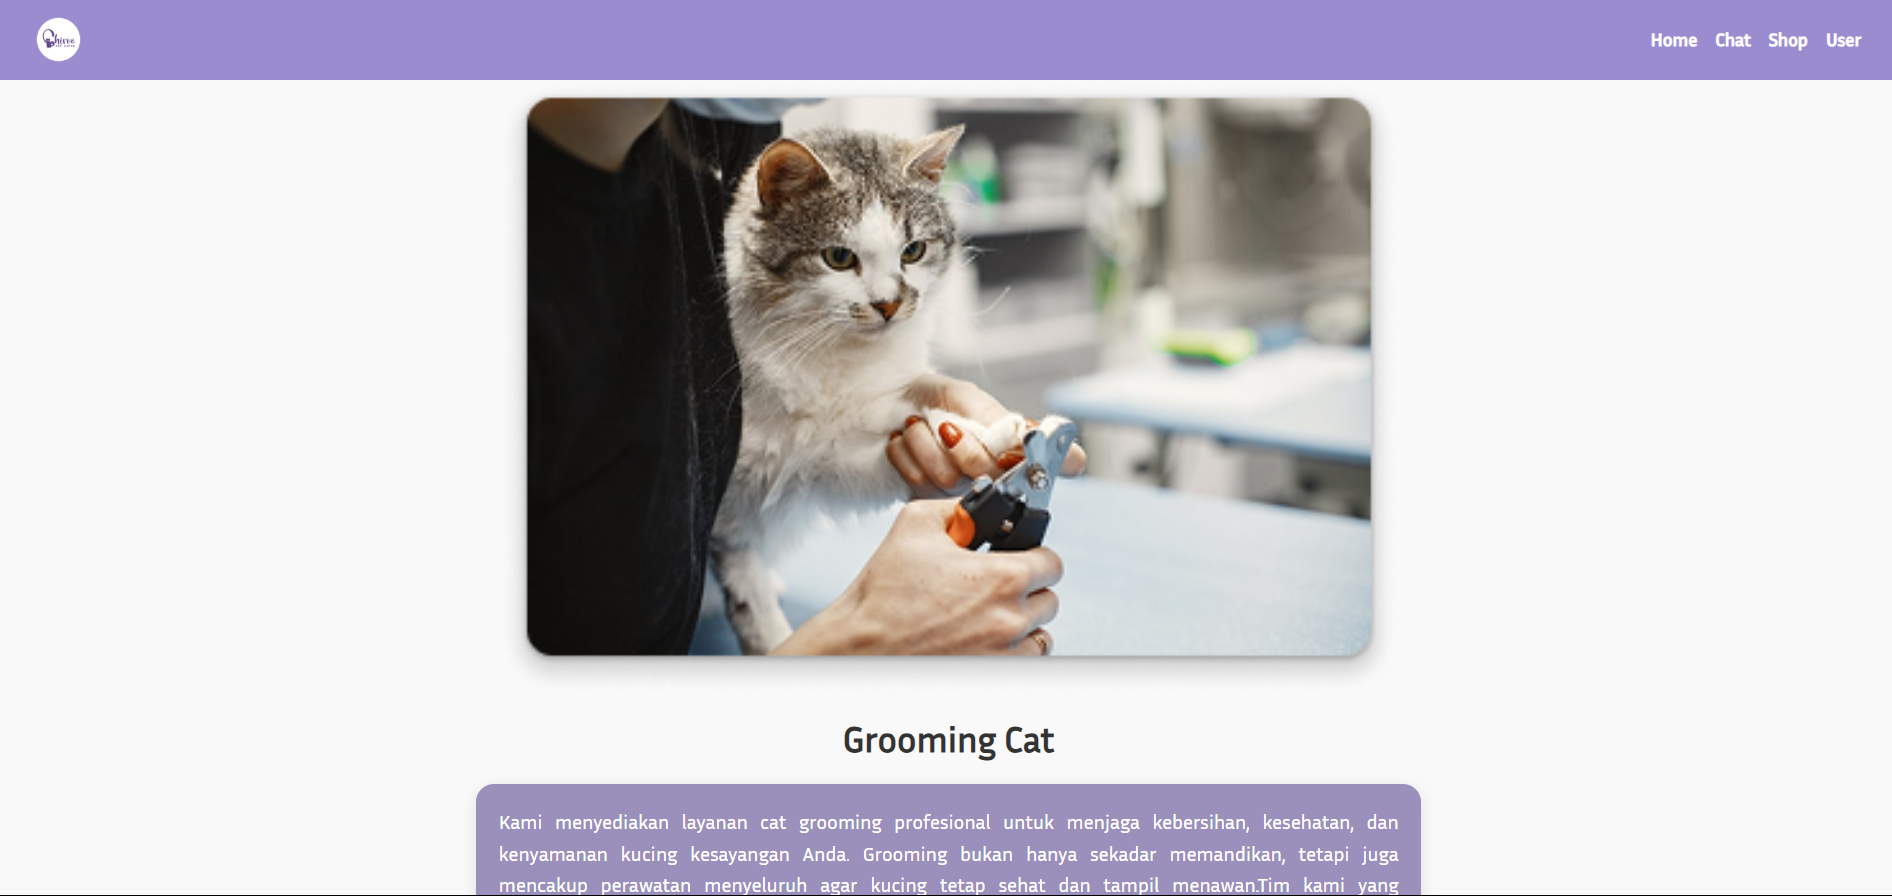 Chivee
Home Chat Shop User
Grooming Cat
Kami menyediakan layanan cat grooming profesional untuk menjaga kebersihan, kesehatan, dan
kenyamanan kucing kesayangan Anda. Grooming bukan hanya sekadar memandikan, tetapi juga
mencakup perawatan menyeluruh agar kucing tetap sehat dan tampil menawan.Tim kami yang